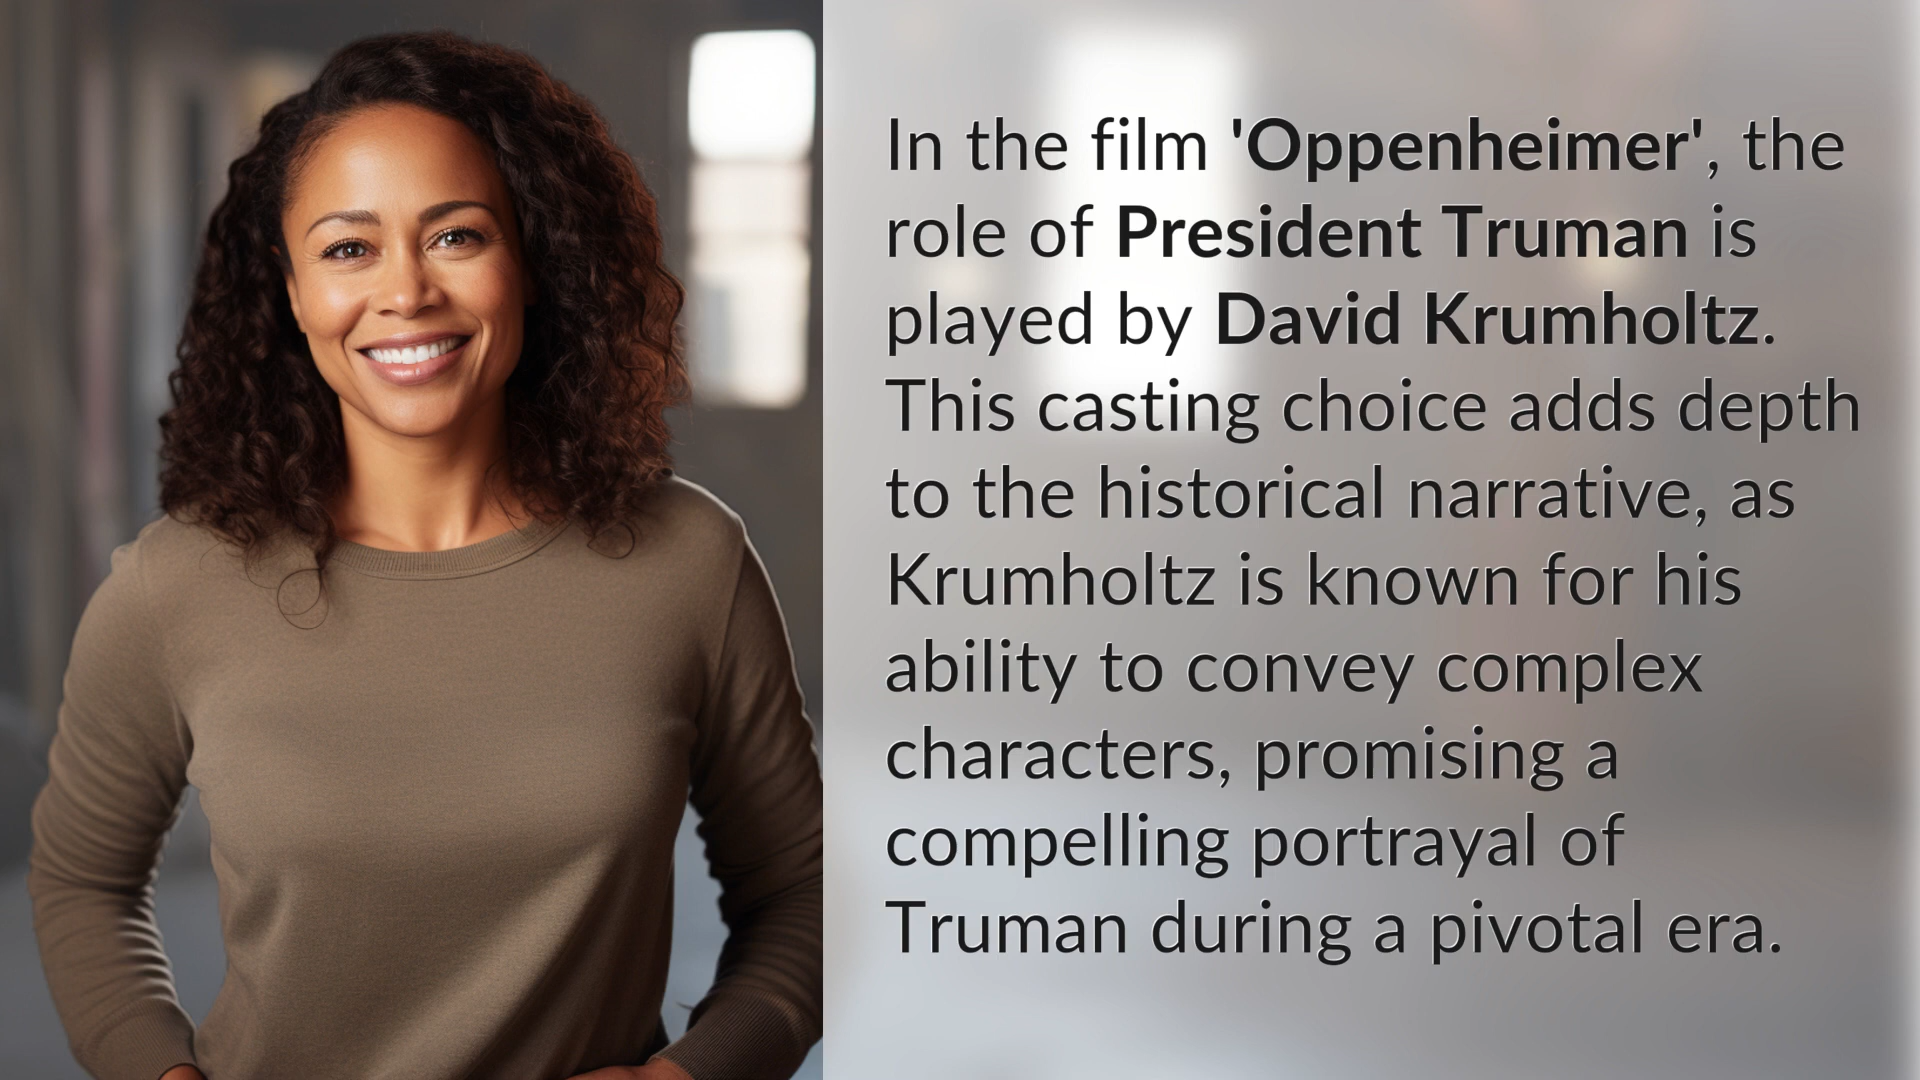 In the film 'Oppenheimer', the
role of President Truman is
played by David Krumholtz.
This casting choice adds depth
to the historical narrative, as
Krumholtz is known for his
ability to convey complex
characters, promising a
compelling portrayal of
Truman during a pivotal era.